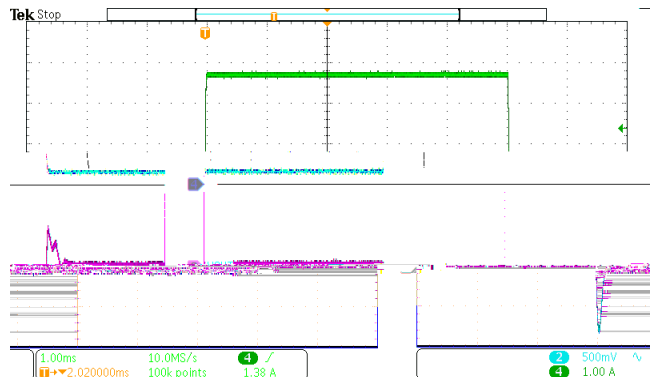 Tek Stop
T
T
1.00ms 10.0MS/s 4
T→▼2.020000ms 100k points 1.38 A
2 500mV
4 1.00 A